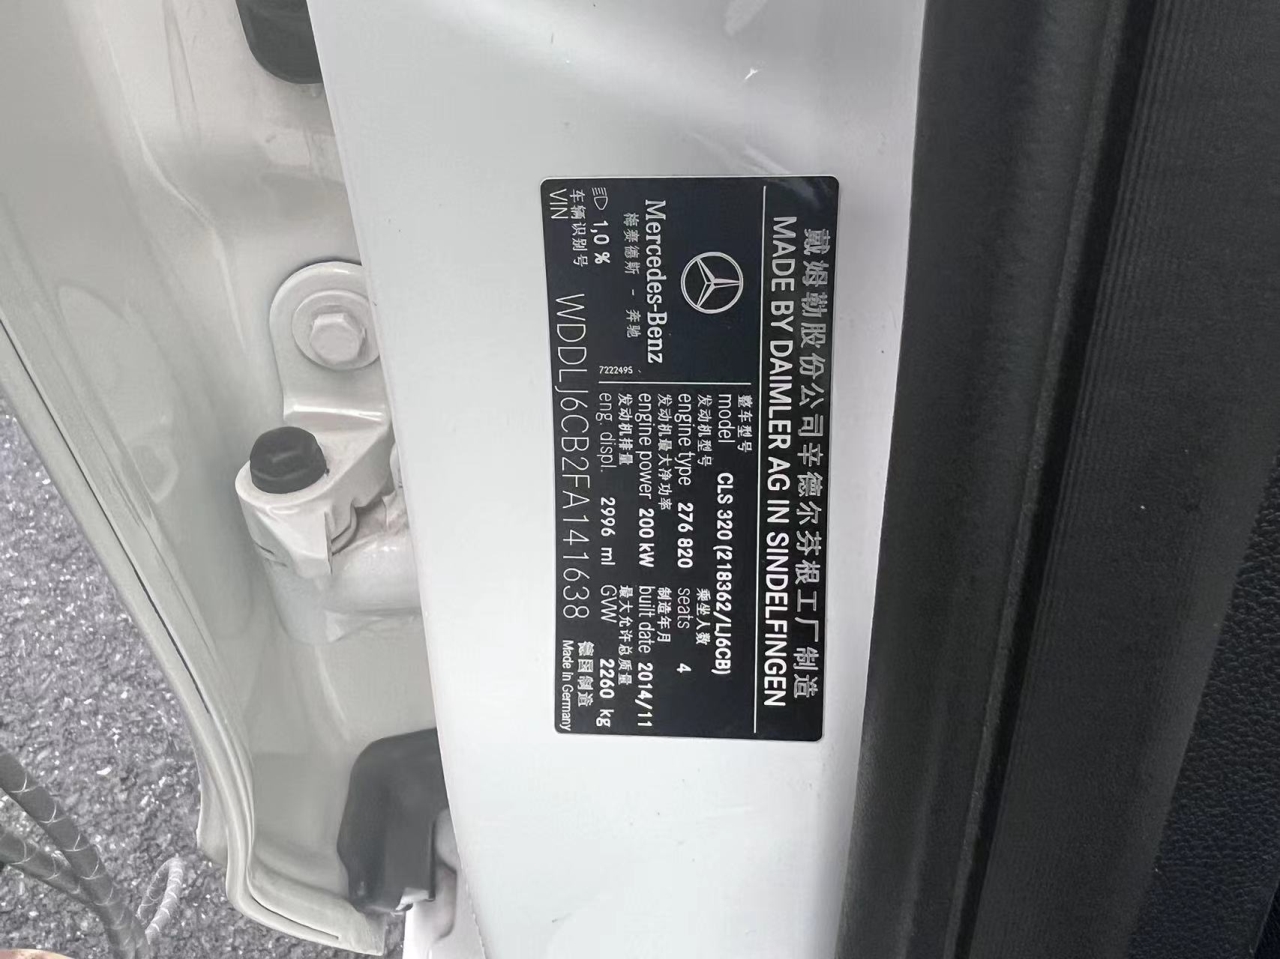 戴姆勒股份公司辛德尔芬根工厂制造
MADE BY DAIMLER AG IN SINDELFINGEN
Mercedes-Benz
梅赛德斯 - 奔驰
1,0 %
7222495
整车型号
model CLS 320 (218362/LJ6CB)
发动机型号 乘坐人数
engine type 276 820 seats 4
发动机最大净功率 制造年月
engine power 200 kW built date 2014/11
发动机排量 最大允许总质量
eng. displ. 2996 ml GVW 2260 kg
车辆识别号 德国制造
VIN WDDLJ6CB2FA141638 Made In Germany